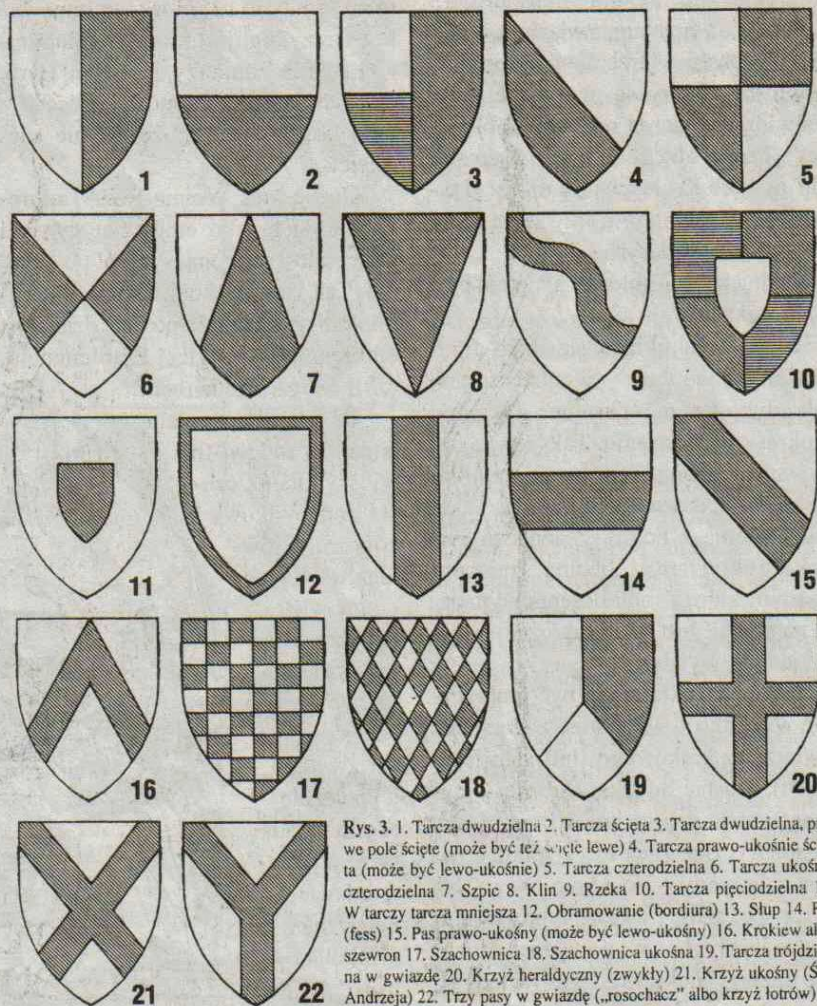 1 2 3 4 5
6 7 8 9 10
11 12 13 14 15
16 17 18 19 20
21 22
Rys. 3. 1. Tarcza dwudzielna 2. Tarcza ścięta 3. Tarcza dwudzielna, p
we pole ścięte (może być też ścięte lewe) 4. Tarcza prawo-ukośnie śc
ta (może być lewo-ukośnie) 5. Tarcza czterodzielna 6. Tarcza ukośn
czterodzielna 7. Szpic 8. Klin 9. Rzeka 10. Tarcza pięciodzielna
W tarczy tarcza mniejsza 12. Obramowanie (bordiura) 13. Słup 14.
(fess) 15. Pas prawo-ukośny (może być lewo-ukośny) 16. Krokiew al
szewron 17. Szachownica 18. Szachownica ukośna 19. Tarcza trójdzi
na w gwiazdę 20. Krzyż heraldyczny (zwykły) 21. Krzyż ukośny (Ś
Andrzeja) 22. Trzy pasy w gwiazdę („rosochacz” albo krzyż łotrów)